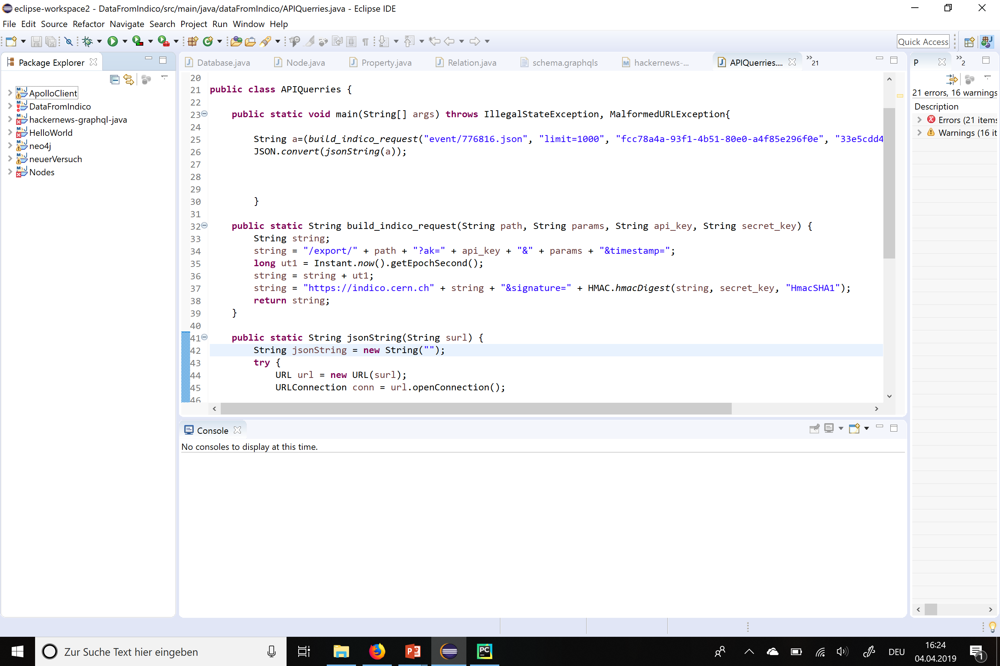 eclipse-workspace2 - DataFromIndico/src/main/java/dataFromIndico/APIQuerries.java - Eclipse IDE
File Edit Source Refactor Navigate Search Project Run Window Help
Quick Access
Package Explorer
ApolloClient
DataFromIndico
hackernews-graphql-java
HelloWorld
neo4j
neuerVersuch
Nodes
Database.java Node.java Property.java Relation.java schema.graphqls hackernews-... APIQuerries.... »21
20
21 public class APIQuerries {
22
23 public static void main(String[] args) throws IllegalStateException, MalformedURLException{
24
25 String a=(build_indico_request("event/776816.json", "limit=1000", "fcc78a4a-93f1-4b51-80e0-a4f85e296f0e", "33e5cdd4
26 JSON.convert(jsonString(a));
27
28
29
30 }
31
32 public static String build_indico_request(String path, String params, String api_key, String secret_key) {
33 String string;
34 string = "/export/" + path + "?ak=" + api_key + "&" + params + "&timestamp=";
35 long ut1 = Instant.now().getEpochSecond();
36 string = string + ut1;
37 string = "https://indico.cern.ch" + string + "&signature=" + HMAC.hmacDigest(string, secret_key, "HmacSHA1");
38 return string;
39 }
40
41 public static String jsonString(String surl) {
42 String jsonString = new String("");
43 try {
44 URL url = new URL(surl);
45 URLConnection conn = url.openConnection();
46
Console
No consoles to display at this time.
P »2
21 errors, 16 warnings
Description
Errors (21 items
Warnings (16 it
Zur Suche Text hier eingeben
PC
DEU
16:24
04.04.2019
1